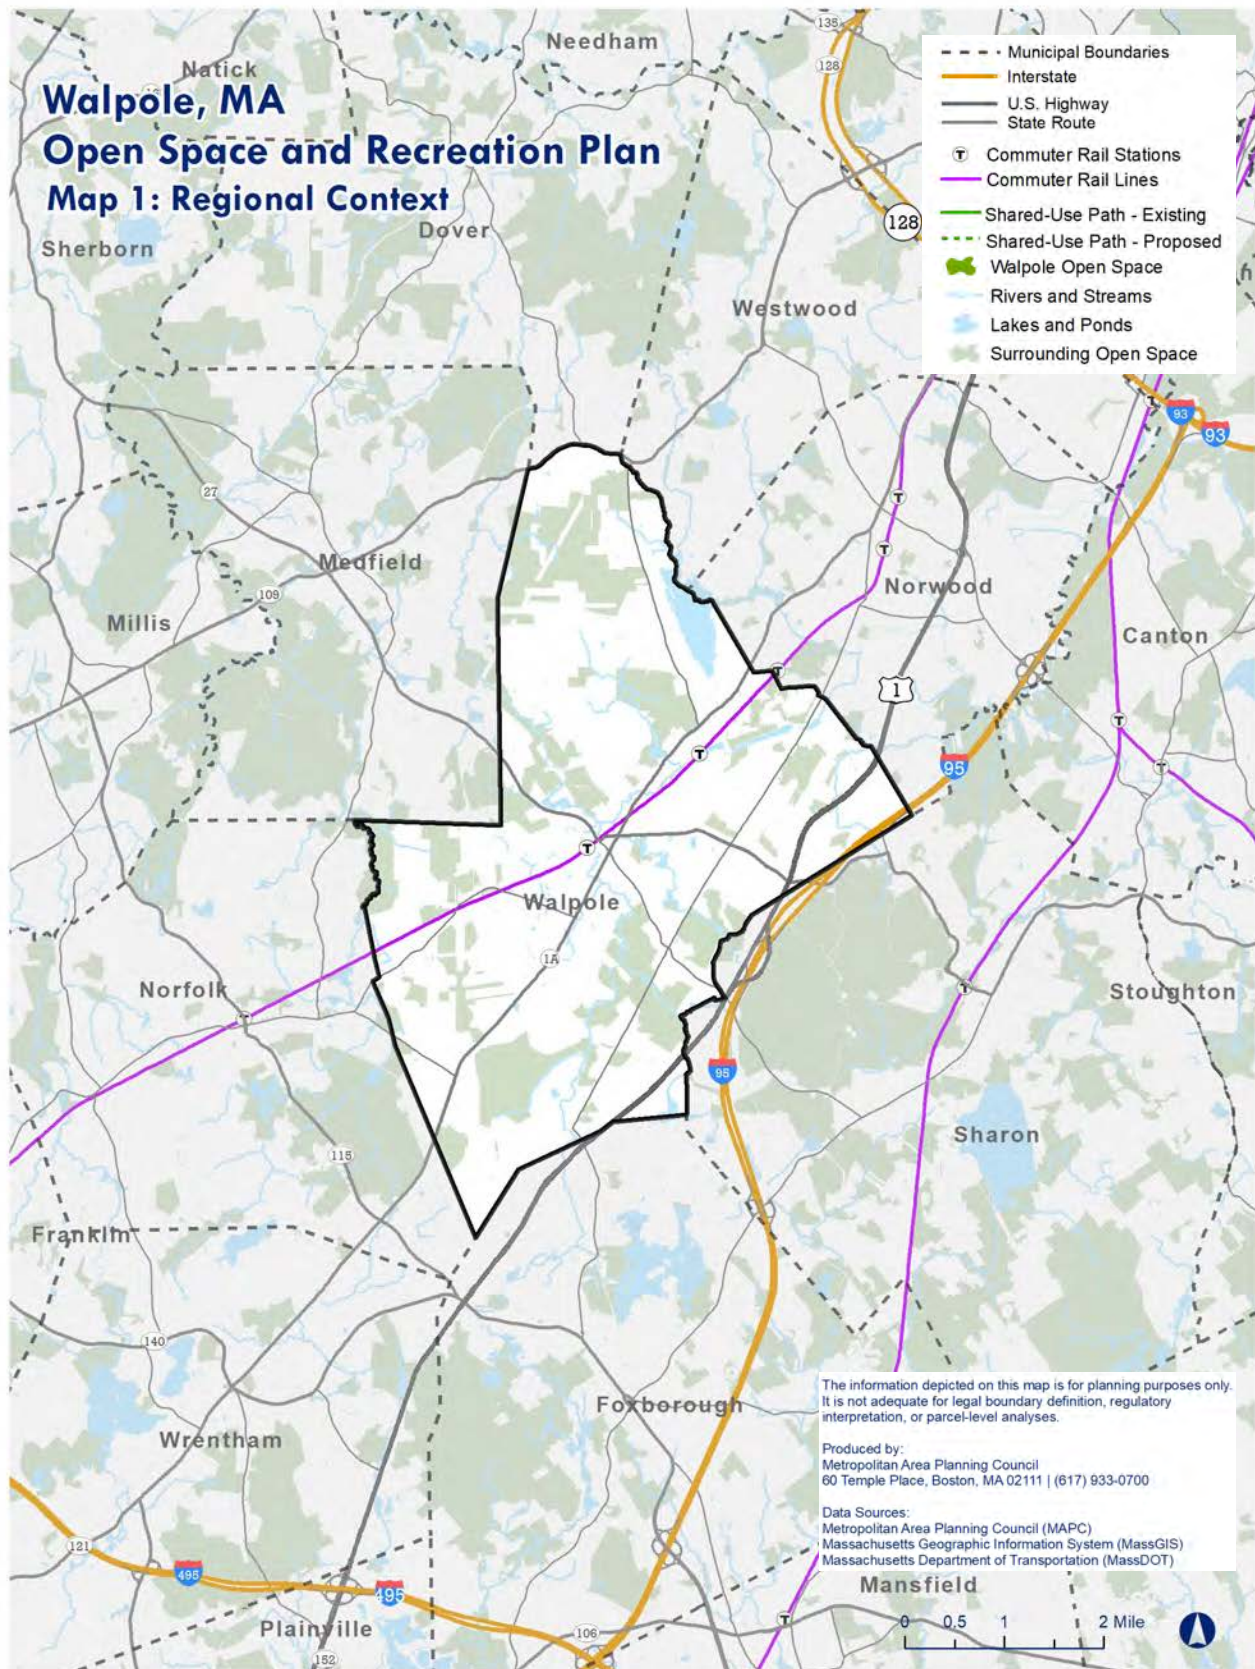 Walpole, MA
Open Space and Recreation Plan
Map 1: Regional Context
Municipal Boundaries
Interstate
U.S. Highway
State Route
T Commuter Rail Stations
Commuter Rail Lines
Shared-Use Path - Existing
Shared-Use Path - Proposed
Walpole Open Space
Rivers and Streams
Lakes and Ponds
Surrounding Open Space
Needham
135
Natick
128
128
Dover
Sherborn
Westwood
93
93
T
27
T
Medfield
T
Norwood
109
Millis
Canton
T
1
T
T
95
T
T
Walpole
1A
T
Norfolk
Stoughton
T
95
Sharon
115
Franklin
140
Foxborough
Wrentham
121
495
495
Mansfield
T
Plainville
106
152
The information depicted on this map is for planning purposes only.
It is not adequate for legal boundary definition, regulatory
interpretation, or parcel-level analyses.
Produced by:
Metropolitan Area Planning Council
60 Temple Place, Boston, MA 02111 | (617) 933-0700
Data Sources:
Metropolitan Area Planning Council (MAPC)
Massachusetts Geographic Information System (MassGIS)
Massachusetts Department of Transportation (MassDOT)
0 0.5 1 2 Mile